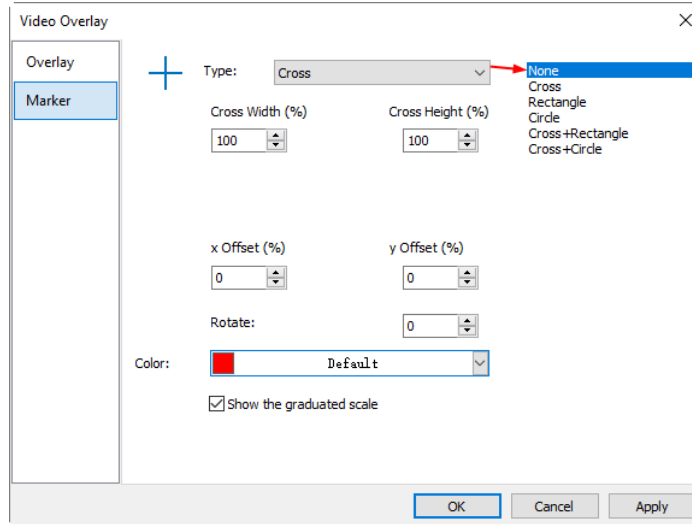 Video Overlay
Overlay
Marker
Type: Cross
None
Cross
Rectangle
Circle
Cross+Rectangle
Cross+Circle
Cross Width (%) Cross Height (%)
100 100
x Offset (%) y Offset (%)
0 0
Rotate: 0
Color: Default
Show the graduated scale
OK Cancel Apply